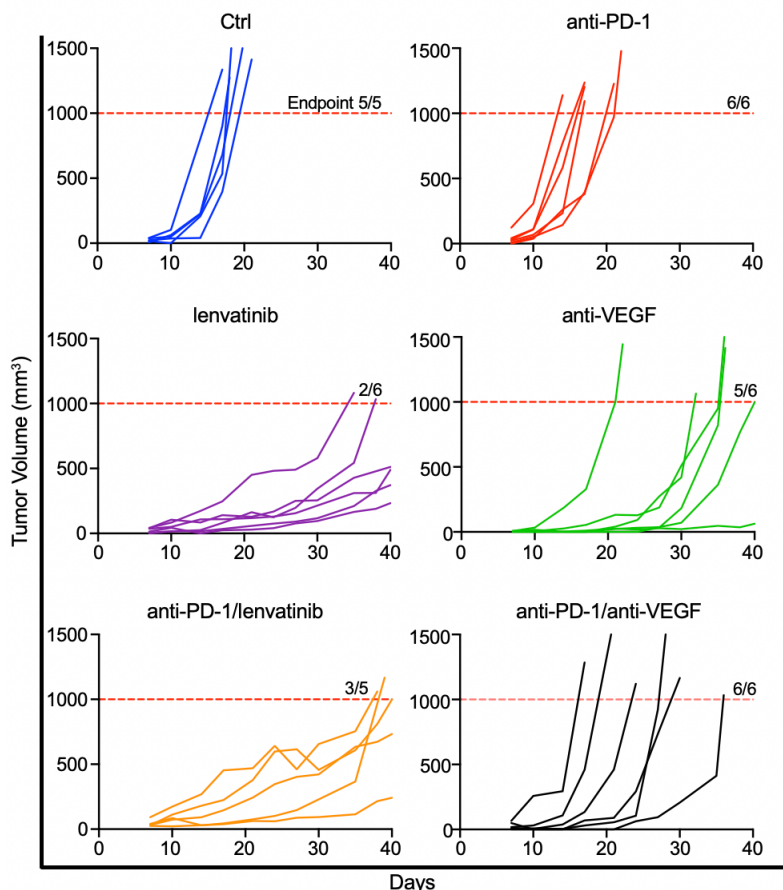 Ctrl
anti-PD-1
1500
1000
500
0
Endpoint 5/5
0 10 20 30 40
1500
1000
500
0
6/6
0 10 20 30 40
lenvatinib
anti-VEGF
1500
1000
500
0
2/6
0 10 20 30 40
1500
1000
500
0
5/6
0 10 20 30 40
anti-PD-1/lenvatinib
anti-PD-1/anti-VEGF
1500
1000
500
0
3/5
0 10 20 30 40
1500
1000
500
0
6/6
0 10 20 30 40
Tumor Volume (mm³)
Days